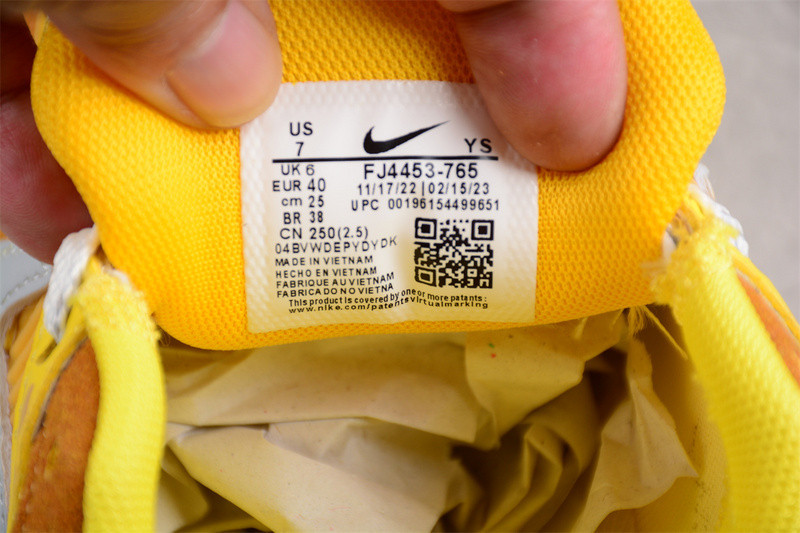 US
7
YS
UK 6
FJ4453-765
EUR 40
11/17/22 | 02/15/23
cm 25
UPC 00196154499651
BR 38
CN 250(2.5)
04BVWDEPYDYDK
MADE IN VIETNAM
HECHO EN VIETNAM
FABRIQUE AU VIETNAM
FABRICADO NO VIETNA
This product is covered by one or more patents:
www.nike.com/patentsvirtualmarking